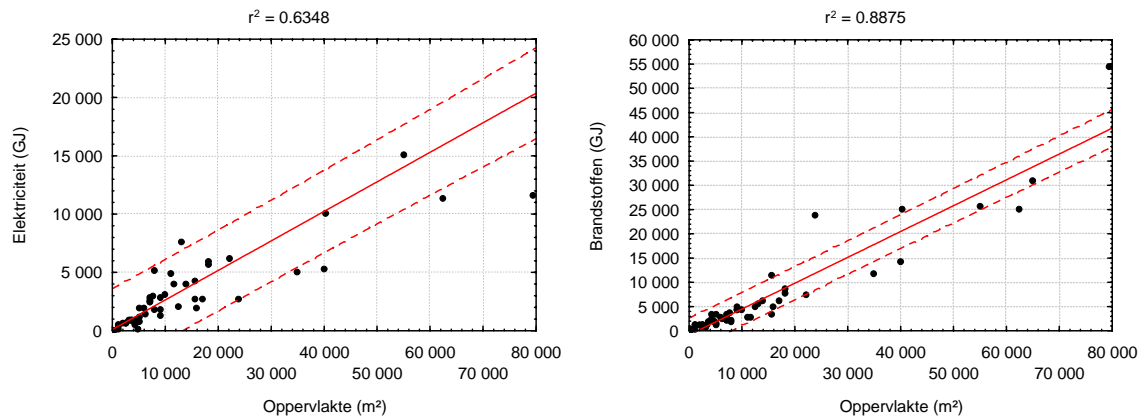 r² = 0.6348
Elektriciteit (GJ)
25 000
20 000
15 000
10 000
5 000
0
0 20 000 40 000 60 000 80 000
10 000 30 000 50 000 70 000
Oppervlakte (m²)
r² = 0.8875
Brandstoffen (GJ)
60 000
55 000
50 000
45 000
40 000
35 000
30 000
25 000
20 000
15 000
10 000
5 000
0
0 20 000 40 000 60 000 80 000
10 000 30 000 50 000 70 000
Oppervlakte (m²)